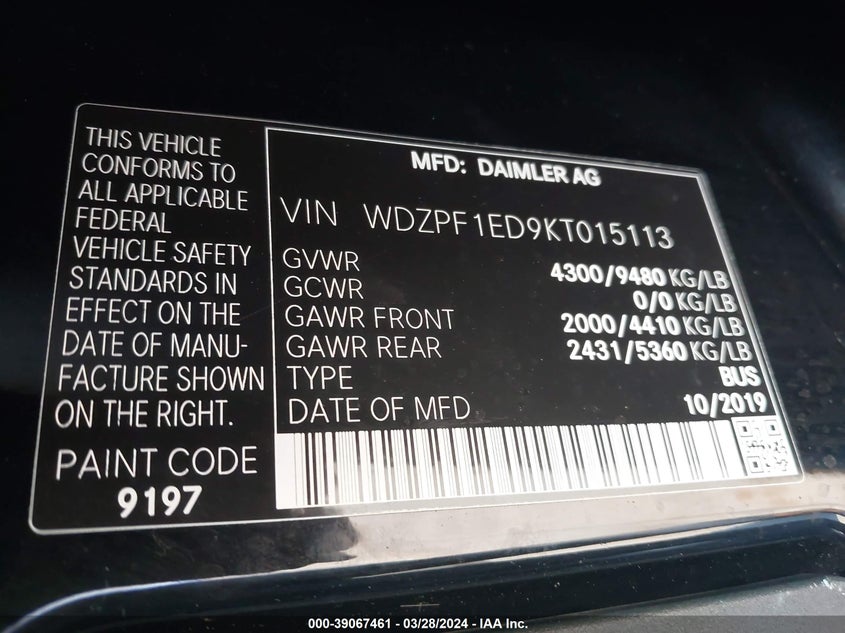 THIS VEHICLE
CONFORMS TO
ALL APPLICABLE
FEDERAL
VEHICLE SAFETY
STANDARDS IN
EFFECT ON THE
DATE OF MANU-
FACTURE SHOWN
ON THE RIGHT.
PAINT CODE
9197
MFD: DAIMLER AG
VIN WDZPF1ED9KT015113
GVWR 4300/9480 KG/LB
GCWR 0/0 KG/LB
GAWR FRONT 2000/4410 KG/LB
GAWR REAR 2431/5360 KG/LB
TYPE BUS
DATE OF MFD 10/2019
000-39067461 - 03/28/2024 - IAA Inc.